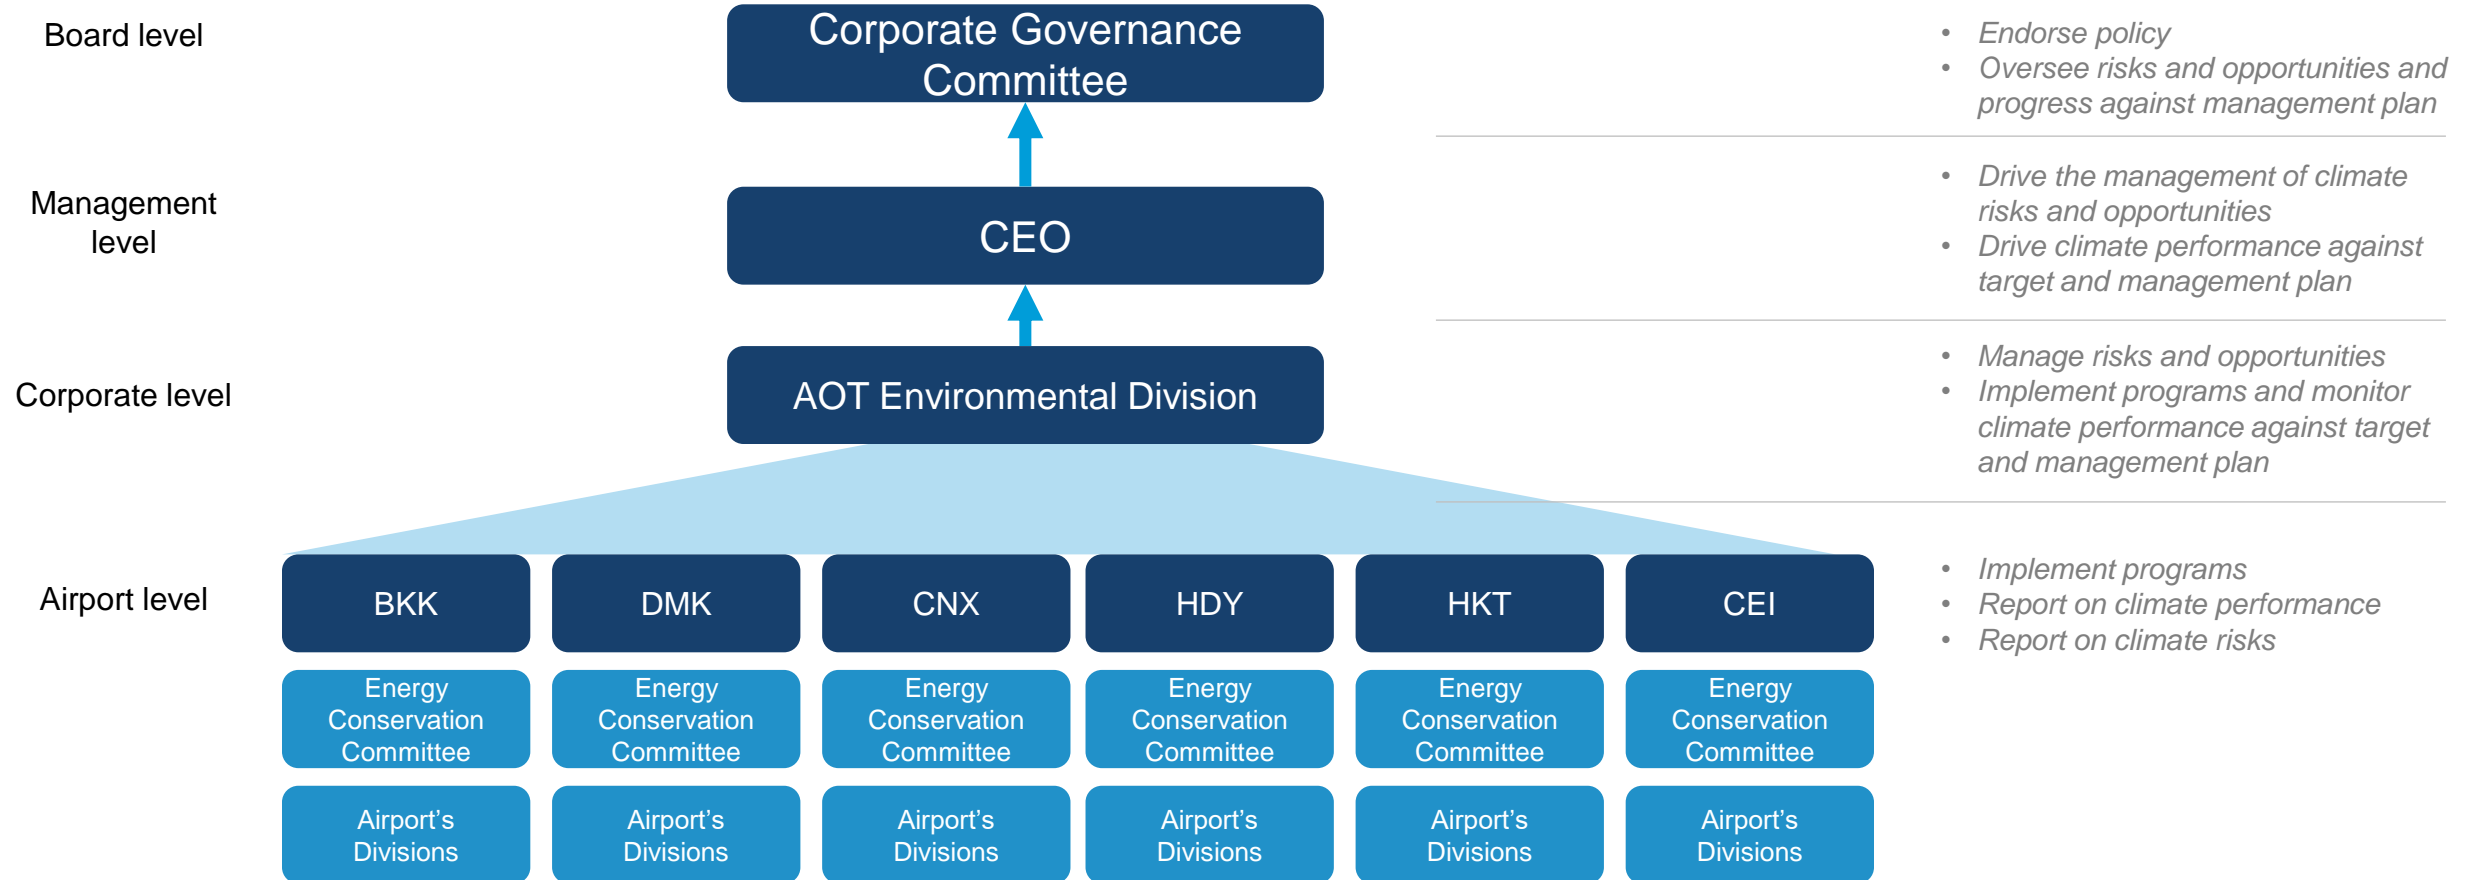 Board level
Corporate Governance
Committee
• Endorse policy
• Oversee risks and opportunities and
progress against management plan
Management
level
CEO
• Drive the management of climate
risks and opportunities
• Drive climate performance against
target and management plan
Corporate level
AOT Environmental Division
• Manage risks and opportunities
• Implement programs and monitor
climate performance against target
and management plan
Airport level
BKK
DMK
CNX
HDY
HKT
CEI
• Implement programs
• Report on climate performance
• Report on climate risks
Energy
Conservation
Committee
Energy
Conservation
Committee
Energy
Conservation
Committee
Energy
Conservation
Committee
Energy
Conservation
Committee
Energy
Conservation
Committee
Airport’s
Divisions
Airport’s
Divisions
Airport’s
Divisions
Airport’s
Divisions
Airport’s
Divisions
Airport’s
Divisions